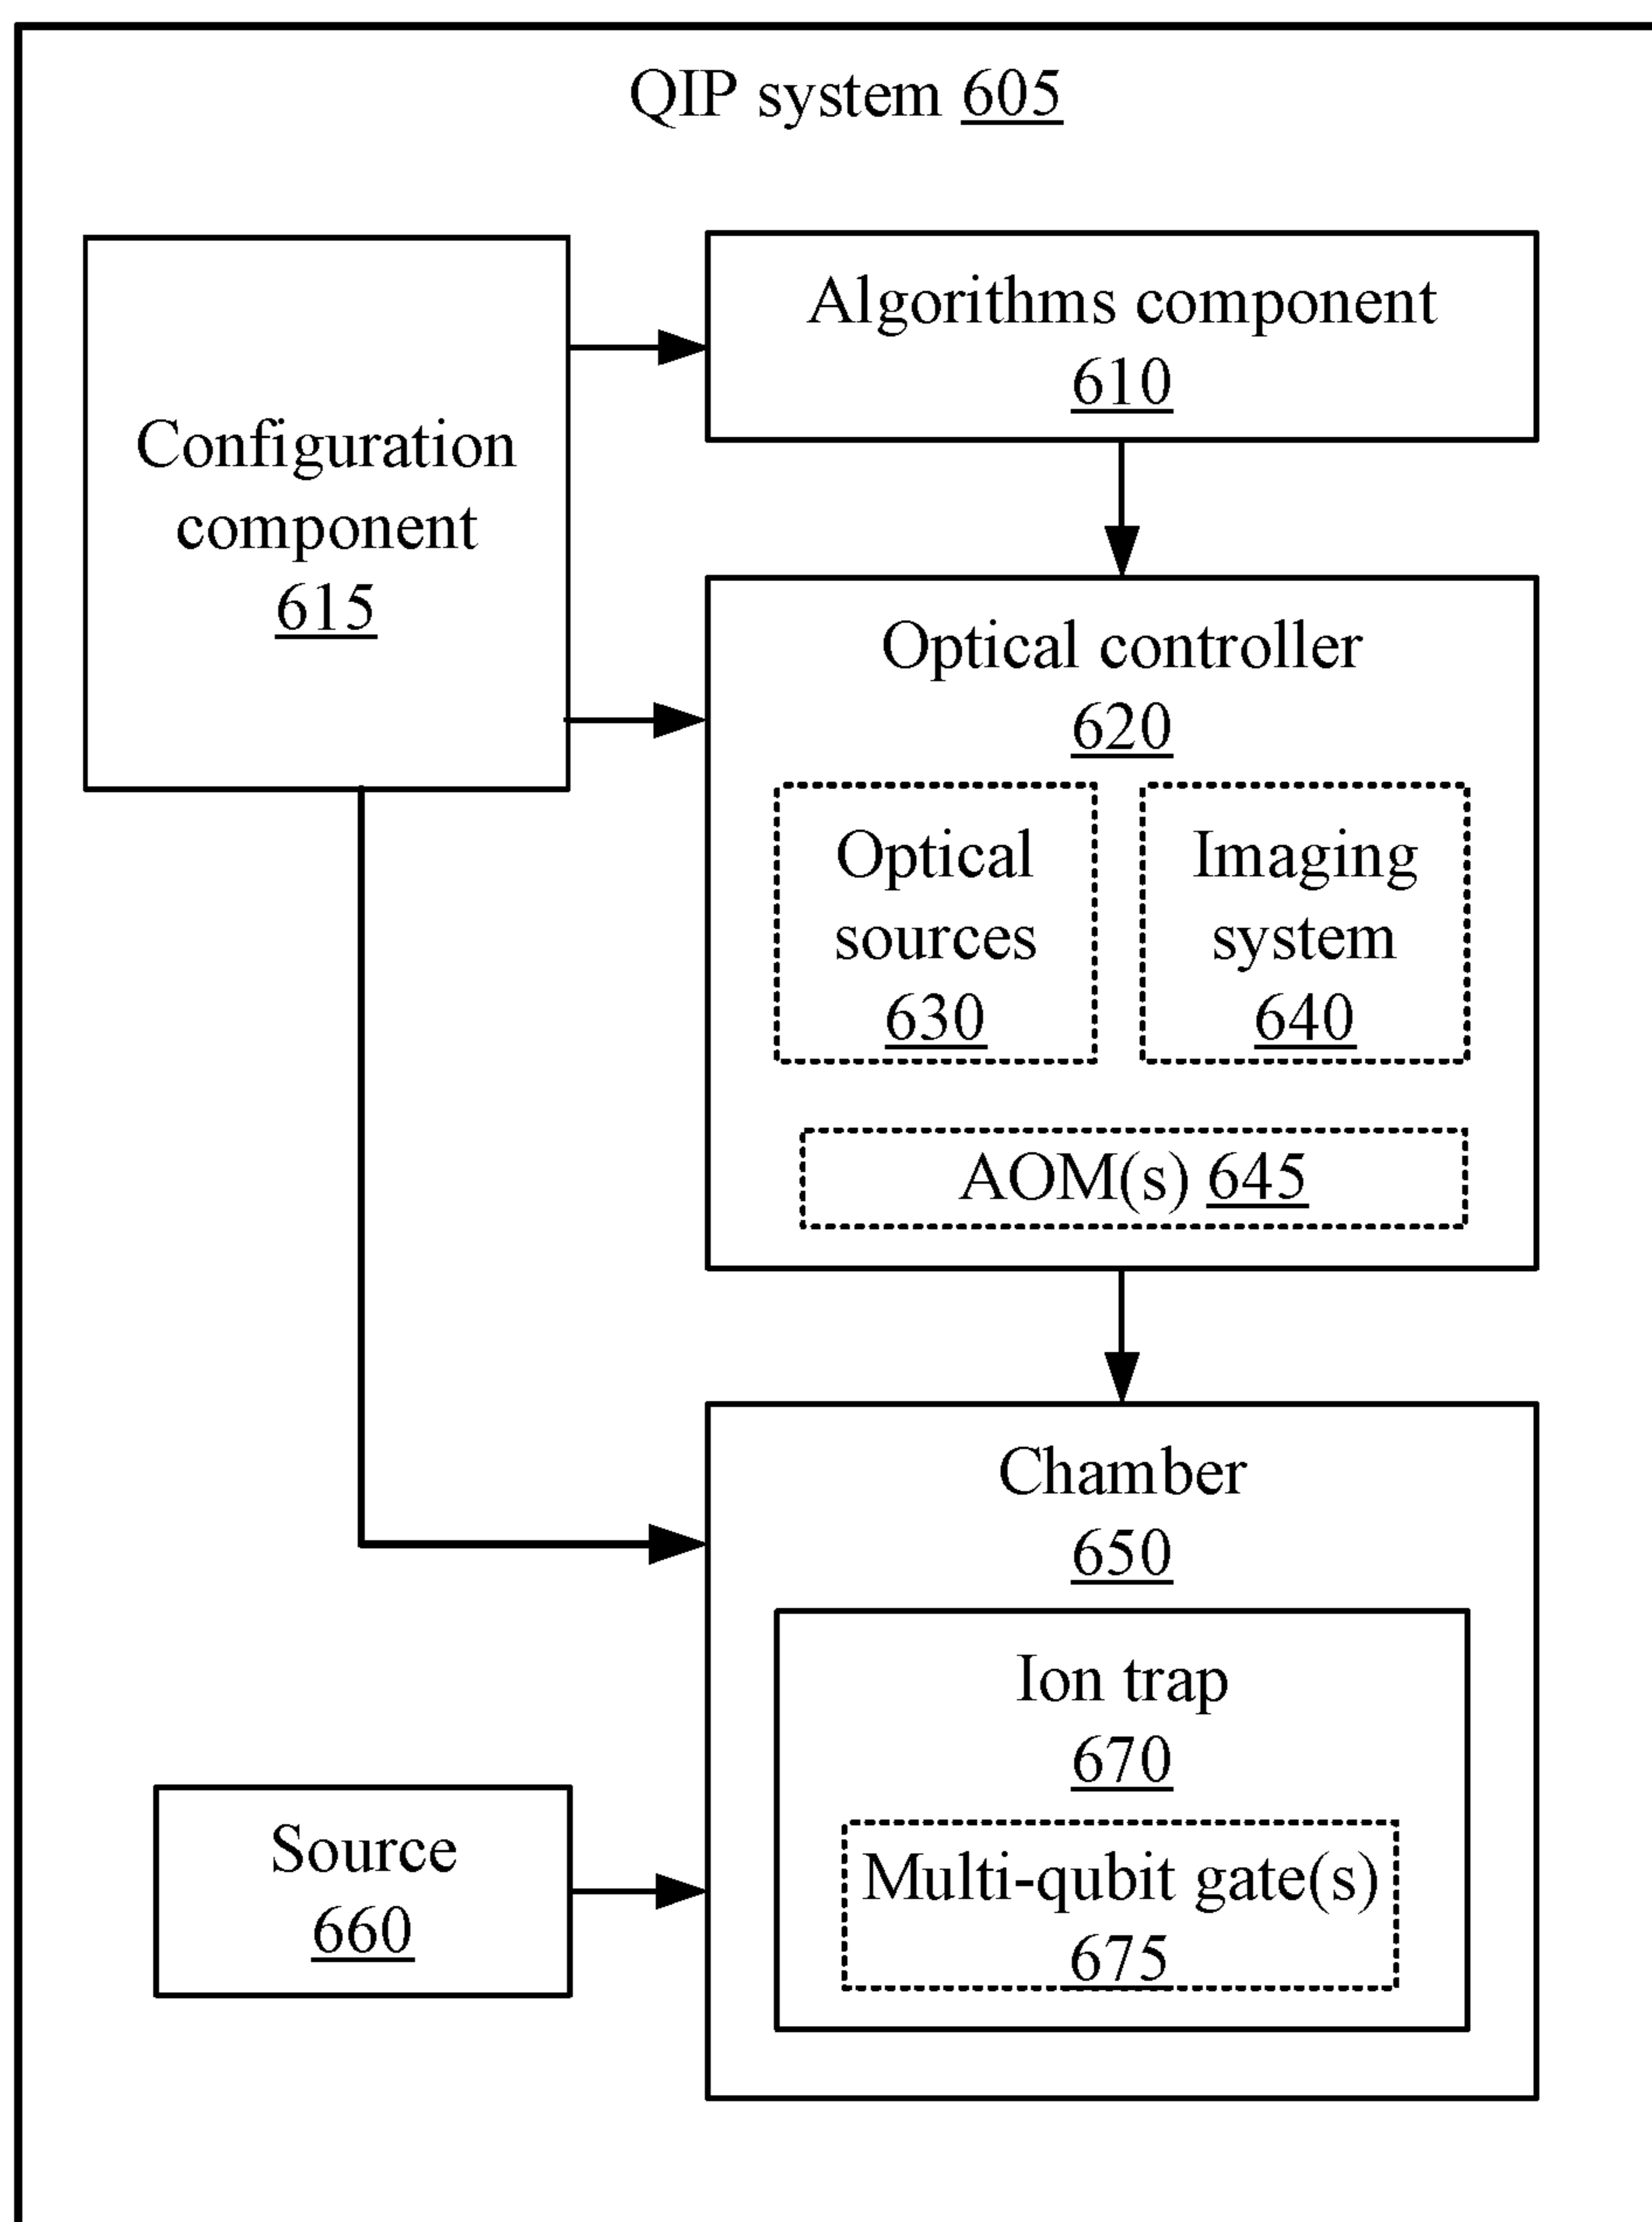 QIP system 605
Configuration
component
615
Algorithms component
610
Optical controller
620
Optical
sources
630
Imaging
system
640
AOM(s) 645
Chamber
650
Ion trap
670
Multi-qubit gate(s)
675
Source
660